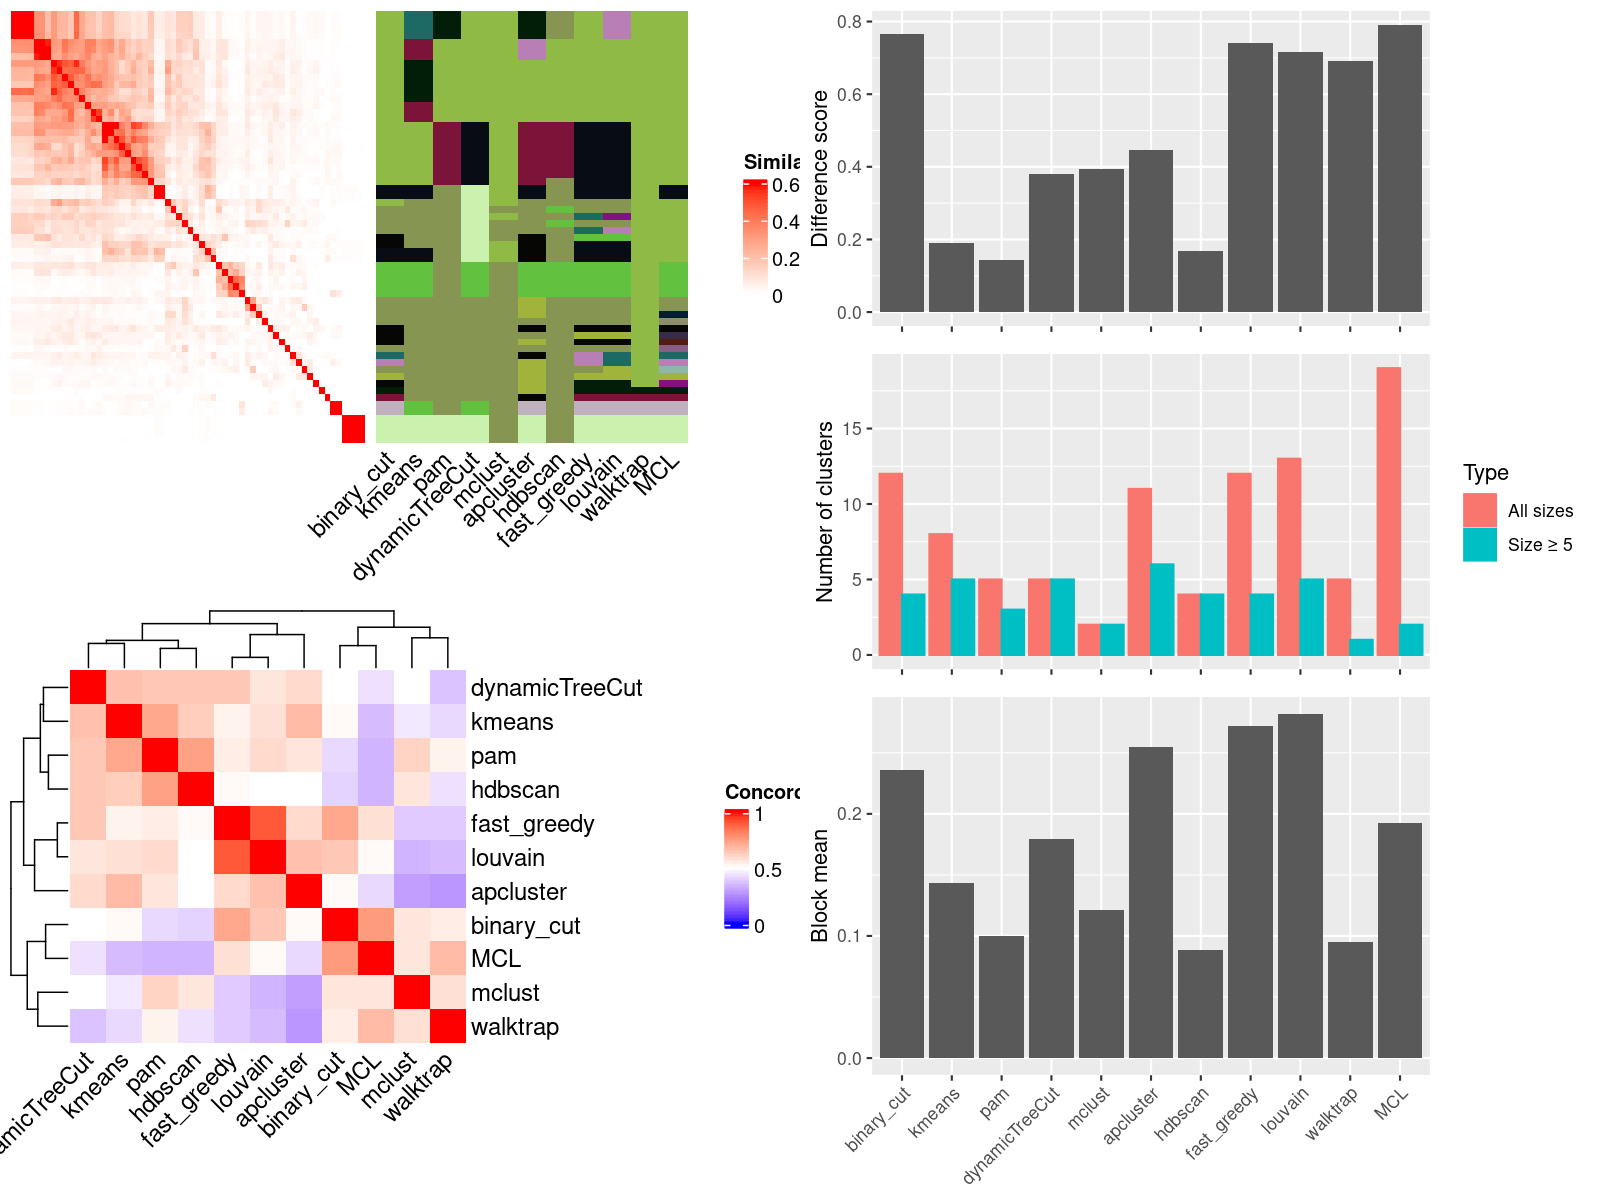 Simila
0.6
0.4
0.2
0
binary_cut
kmeans
pam
dynamicTreeCut
mclust
apcluster
hdbscan
fast_greedy
louvain
walktrap
MCL
dynamicTreeCut
kmeans
pam
hdbscan
fast_greedy
louvain
apcluster
binary_cut
MCL
mclust
walktrap
amicTreeCut
kmeans
pam
hdbscan
fast_greedy
louvain
apcluster
binary_cut
MCL
mclust
walktrap
Concord
1
0.5
0
Difference score
0.8
0.6
0.4
0.2
0.0
Number of clusters
15
10
5
0
Type
All sizes
Size ≥ 5
Block mean
0.2
0.1
0.0
binary_cut
kmeans
pam
dynamicTreeCut
mclust
apcluster
hdbscan
fast_greedy
louvain
walktrap
MCL